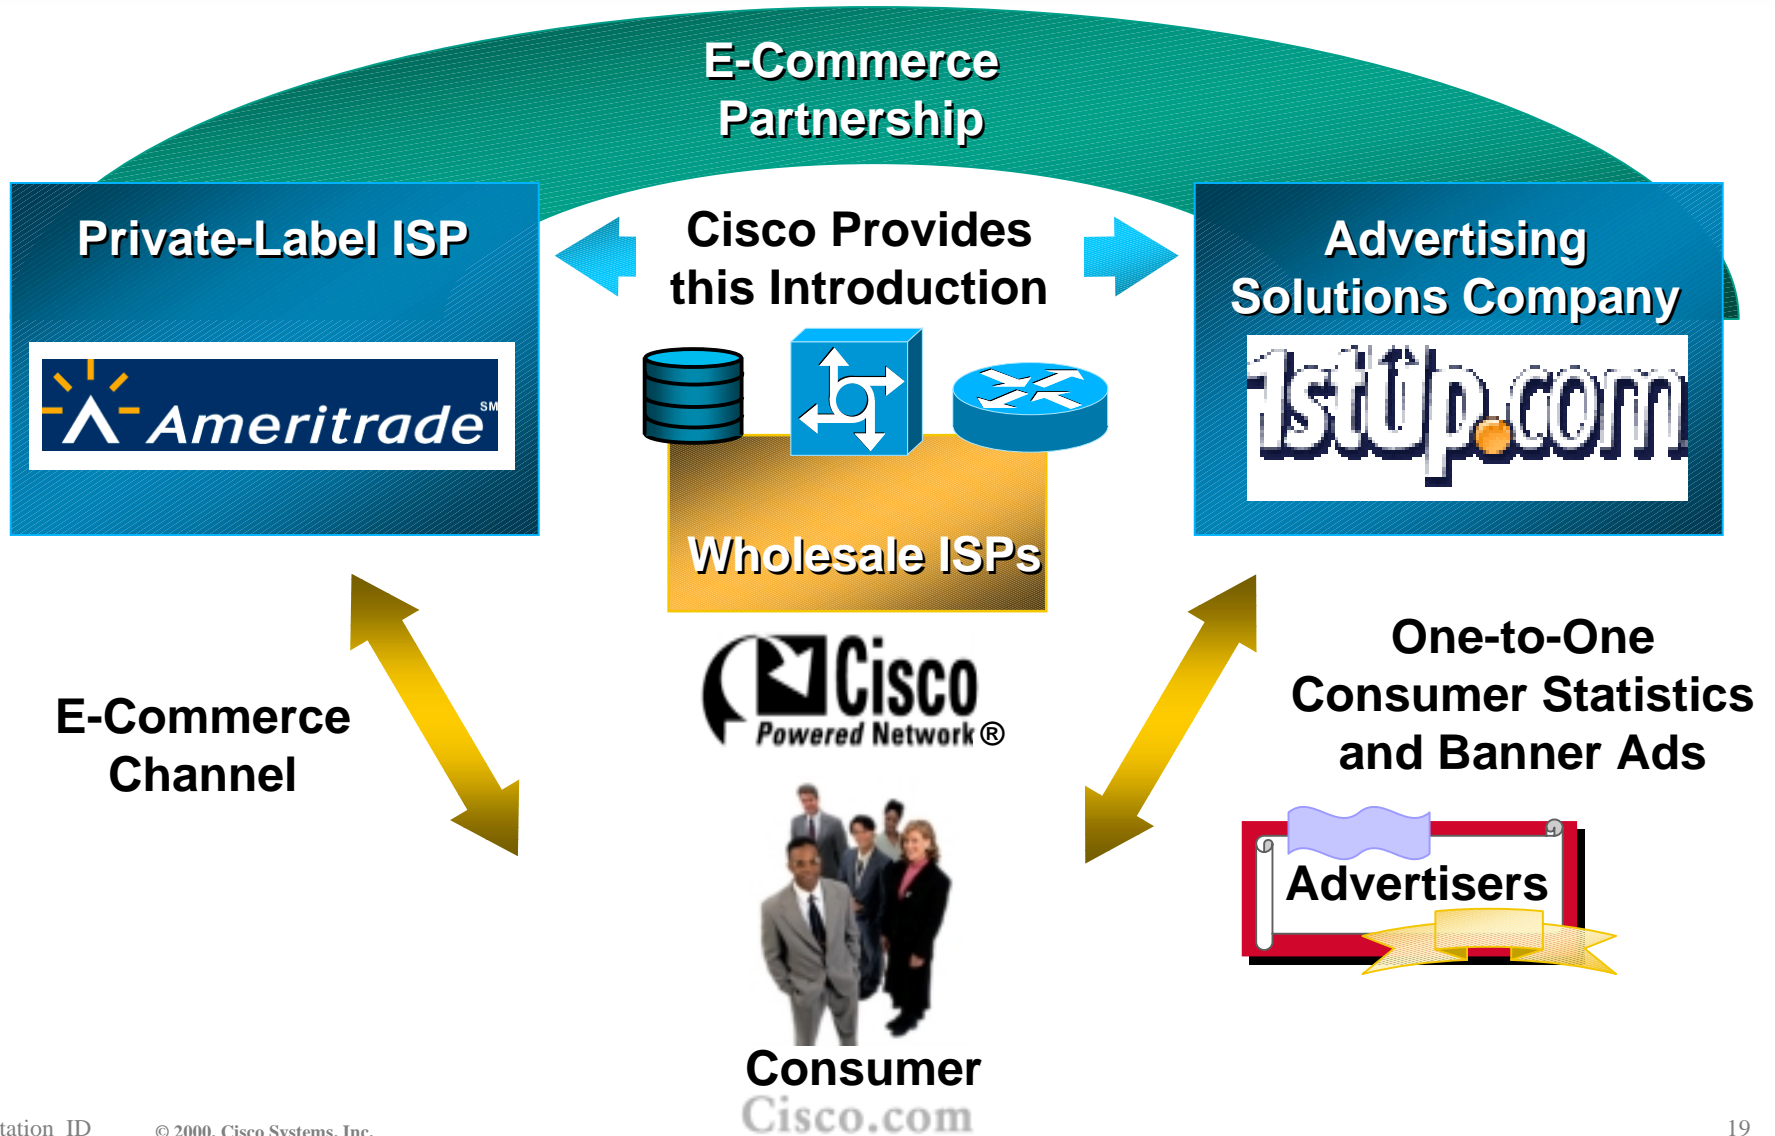 E-Commerce
Partnership
Private-Label ISP
Cisco Provides
this Introduction
Advertising
Solutions Company
Ameritrade SM
1stUp.com
Wholesale ISPs
Cisco
Powered Network ®
E-Commerce
Channel
One-to-One
Consumer Statistics
and Banner Ads
Advertisers
Consumer
Cisco.com
tation_ID
© 2000, Cisco Systems, Inc.
19